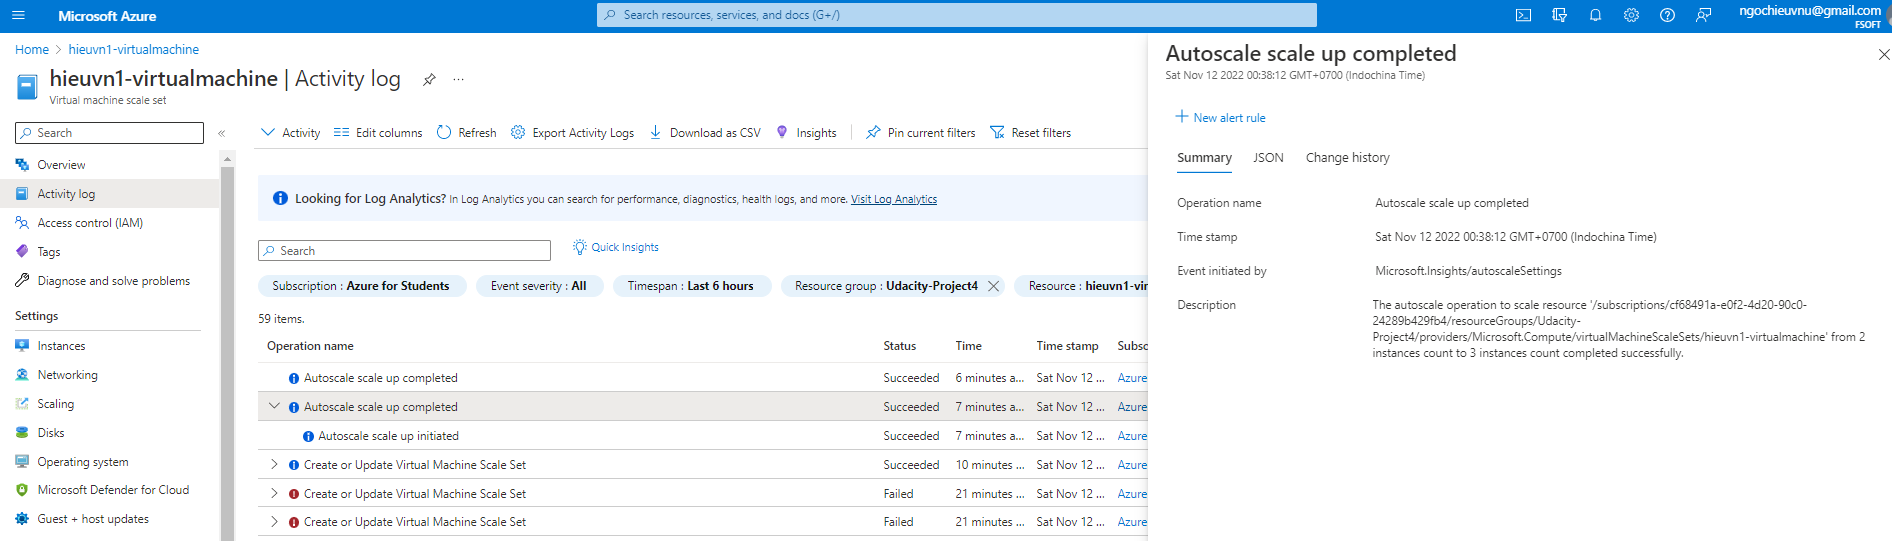 Microsoft Azure
Search resources, services, and docs (G+/)
ngochieuvnu@gmail.com
FSOFT
Home > hieuvn1-virtualmachine
hieuvn1-virtualmachine | Activity log
Virtual machine scale set
Search
Overview
Activity log
Access control (IAM)
Tags
Diagnose and solve problems
Settings
Instances
Networking
Scaling
Disks
Operating system
Microsoft Defender for Cloud
Guest + host updates
Activity Edit columns Refresh Export Activity Logs Download as CSV Insights Pin current filters Reset filters
Looking for Log Analytics? In Log Analytics you can search for performance, diagnostics, health logs, and more. Visit Log Analytics
Search
Quick Insights
Subscription : Azure for Students Event severity : All Timespan : Last 6 hours Resource group : Udacity-Project4 Resource : hieuvn1-vir
59 items.
Operation name Status Time Time stamp Subsc
Autoscale scale up completed Succeeded 6 minutes a... Sat Nov 12 ... Azure
Autoscale scale up completed Succeeded 7 minutes a... Sat Nov 12 ... Azure
Autoscale scale up initiated Succeeded 7 minutes a... Sat Nov 12 ... Azure
Create or Update Virtual Machine Scale Set Succeeded 10 minutes ... Sat Nov 12 ... Azure
Create or Update Virtual Machine Scale Set Failed 21 minutes ... Sat Nov 12 ... Azure
Create or Update Virtual Machine Scale Set Failed 21 minutes ... Sat Nov 12 ... Azure
Autoscale scale up completed
Sat Nov 12 2022 00:38:12 GMT+0700 (Indochina Time)
New alert rule
Summary JSON Change history
Operation name Autoscale scale up completed
Time stamp Sat Nov 12 2022 00:38:12 GMT+0700 (Indochina Time)
Event initiated by Microsoft.Insights/autoscaleSettings
Description The autoscale operation to scale resource '/subscriptions/cf68491a-e0f2-4d20-90c0-
24289b429fb4/resourceGroups/Udacity-
Project4/providers/Microsoft.Compute/virtualMachineScaleSets/hieuvn1-virtualmachine' from 2
instances count to 3 instances count completed successfully.